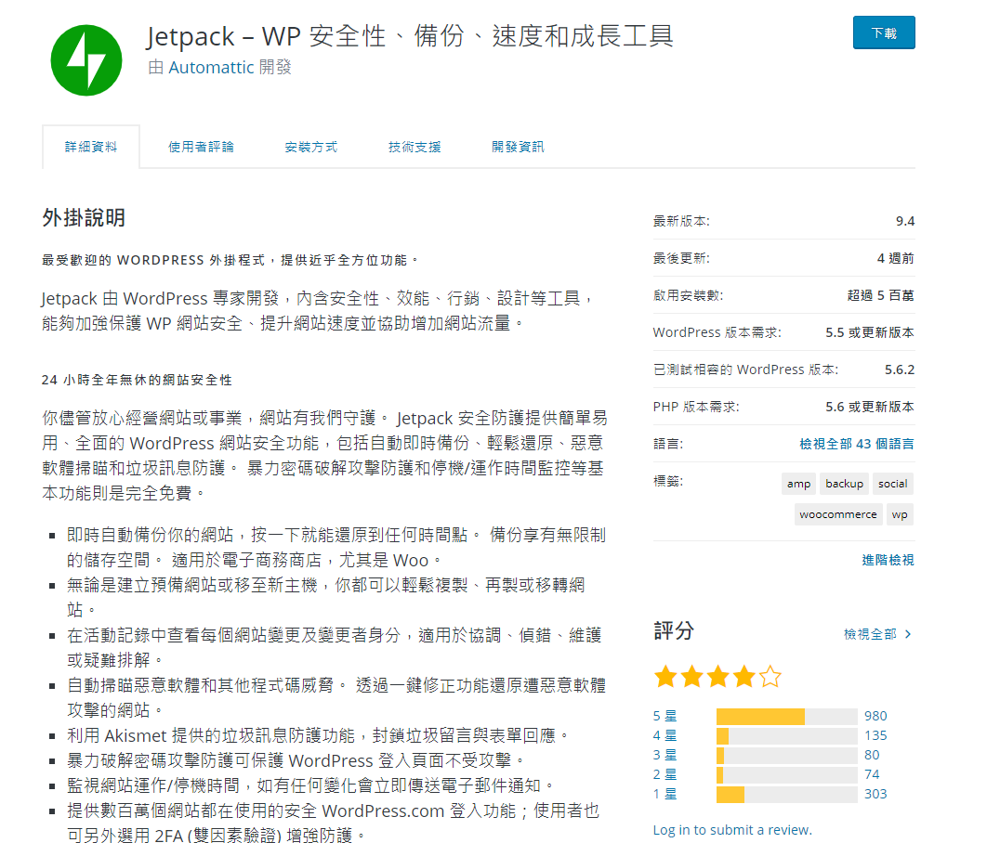 Jetpack – WP 安全性、備份、速度和成長工具
由 Automattic 開發
下載
詳細資料
使用者評論
安裝方式
技術支援
開發資訊
外掛說明
最受歡迎的 WORDPRESS 外掛程式，提供近乎全方位功能。
Jetpack 由 WordPress 專家開發，內含安全性、效能、行銷、設計等工具，
能夠加強保護 WP 網站安全、提升網站速度並協助增加網站流量。
24 小時全年無休的網站安全性
你儘管放心經營網站或事業，網站有我們守護。 Jetpack 安全防護提供簡單易
用、全面的 WordPress 網站安全功能，包括自動即時備份、輕鬆還原、惡意
軟體掃瞄和垃圾訊息防護。 暴力密碼破解攻擊防護和停機/運作時間監控等基
本功能則是完全免費。
即時自動備份你的網站，按一下就能還原到任何時間點。 備份享有無限制
的儲存空間。 適用於電子商務商店，尤其是 Woo。
無論是建立預備網站或移至新主機，你都可以輕鬆複製、再製或移轉網
站。
在活動記錄中查看每個網站變更及變更者身分，適用於協調、偵錯、維護
或疑難排解。
自動掃瞄惡意軟體和其他程式碼威脅。 透過一鍵修正功能還原遭惡意軟體
攻擊的網站。
利用 Akismet 提供的垃圾訊息防護功能，封鎖垃圾留言與表單回應。
暴力破解密碼攻擊防護可保護 WordPress 登入頁面不受攻擊。
監視網站運作/停機時間，如有任何變化會立即傳送電子郵件通知。
提供數百萬個網站都在使用的安全 WordPress.com 登入功能；使用者也
可另外選用 2FA (雙因素驗證) 增強防護。
最新版本: 9.4
最後更新: 4 週前
啟用安裝數: 超過 5 百萬
WordPress 版本需求: 5.5 或更新版本
已測試相容的 WordPress 版本: 5.6.2
PHP 版本需求: 5.6 或更新版本
語言: 檢視全部 43 個語言
標籤: amp backup social
woocommerce wp
進階檢視
評分 檢視全部
5 星 980
4 星 135
3 星 80
2 星 74
1 星 303
Log in to submit a review.